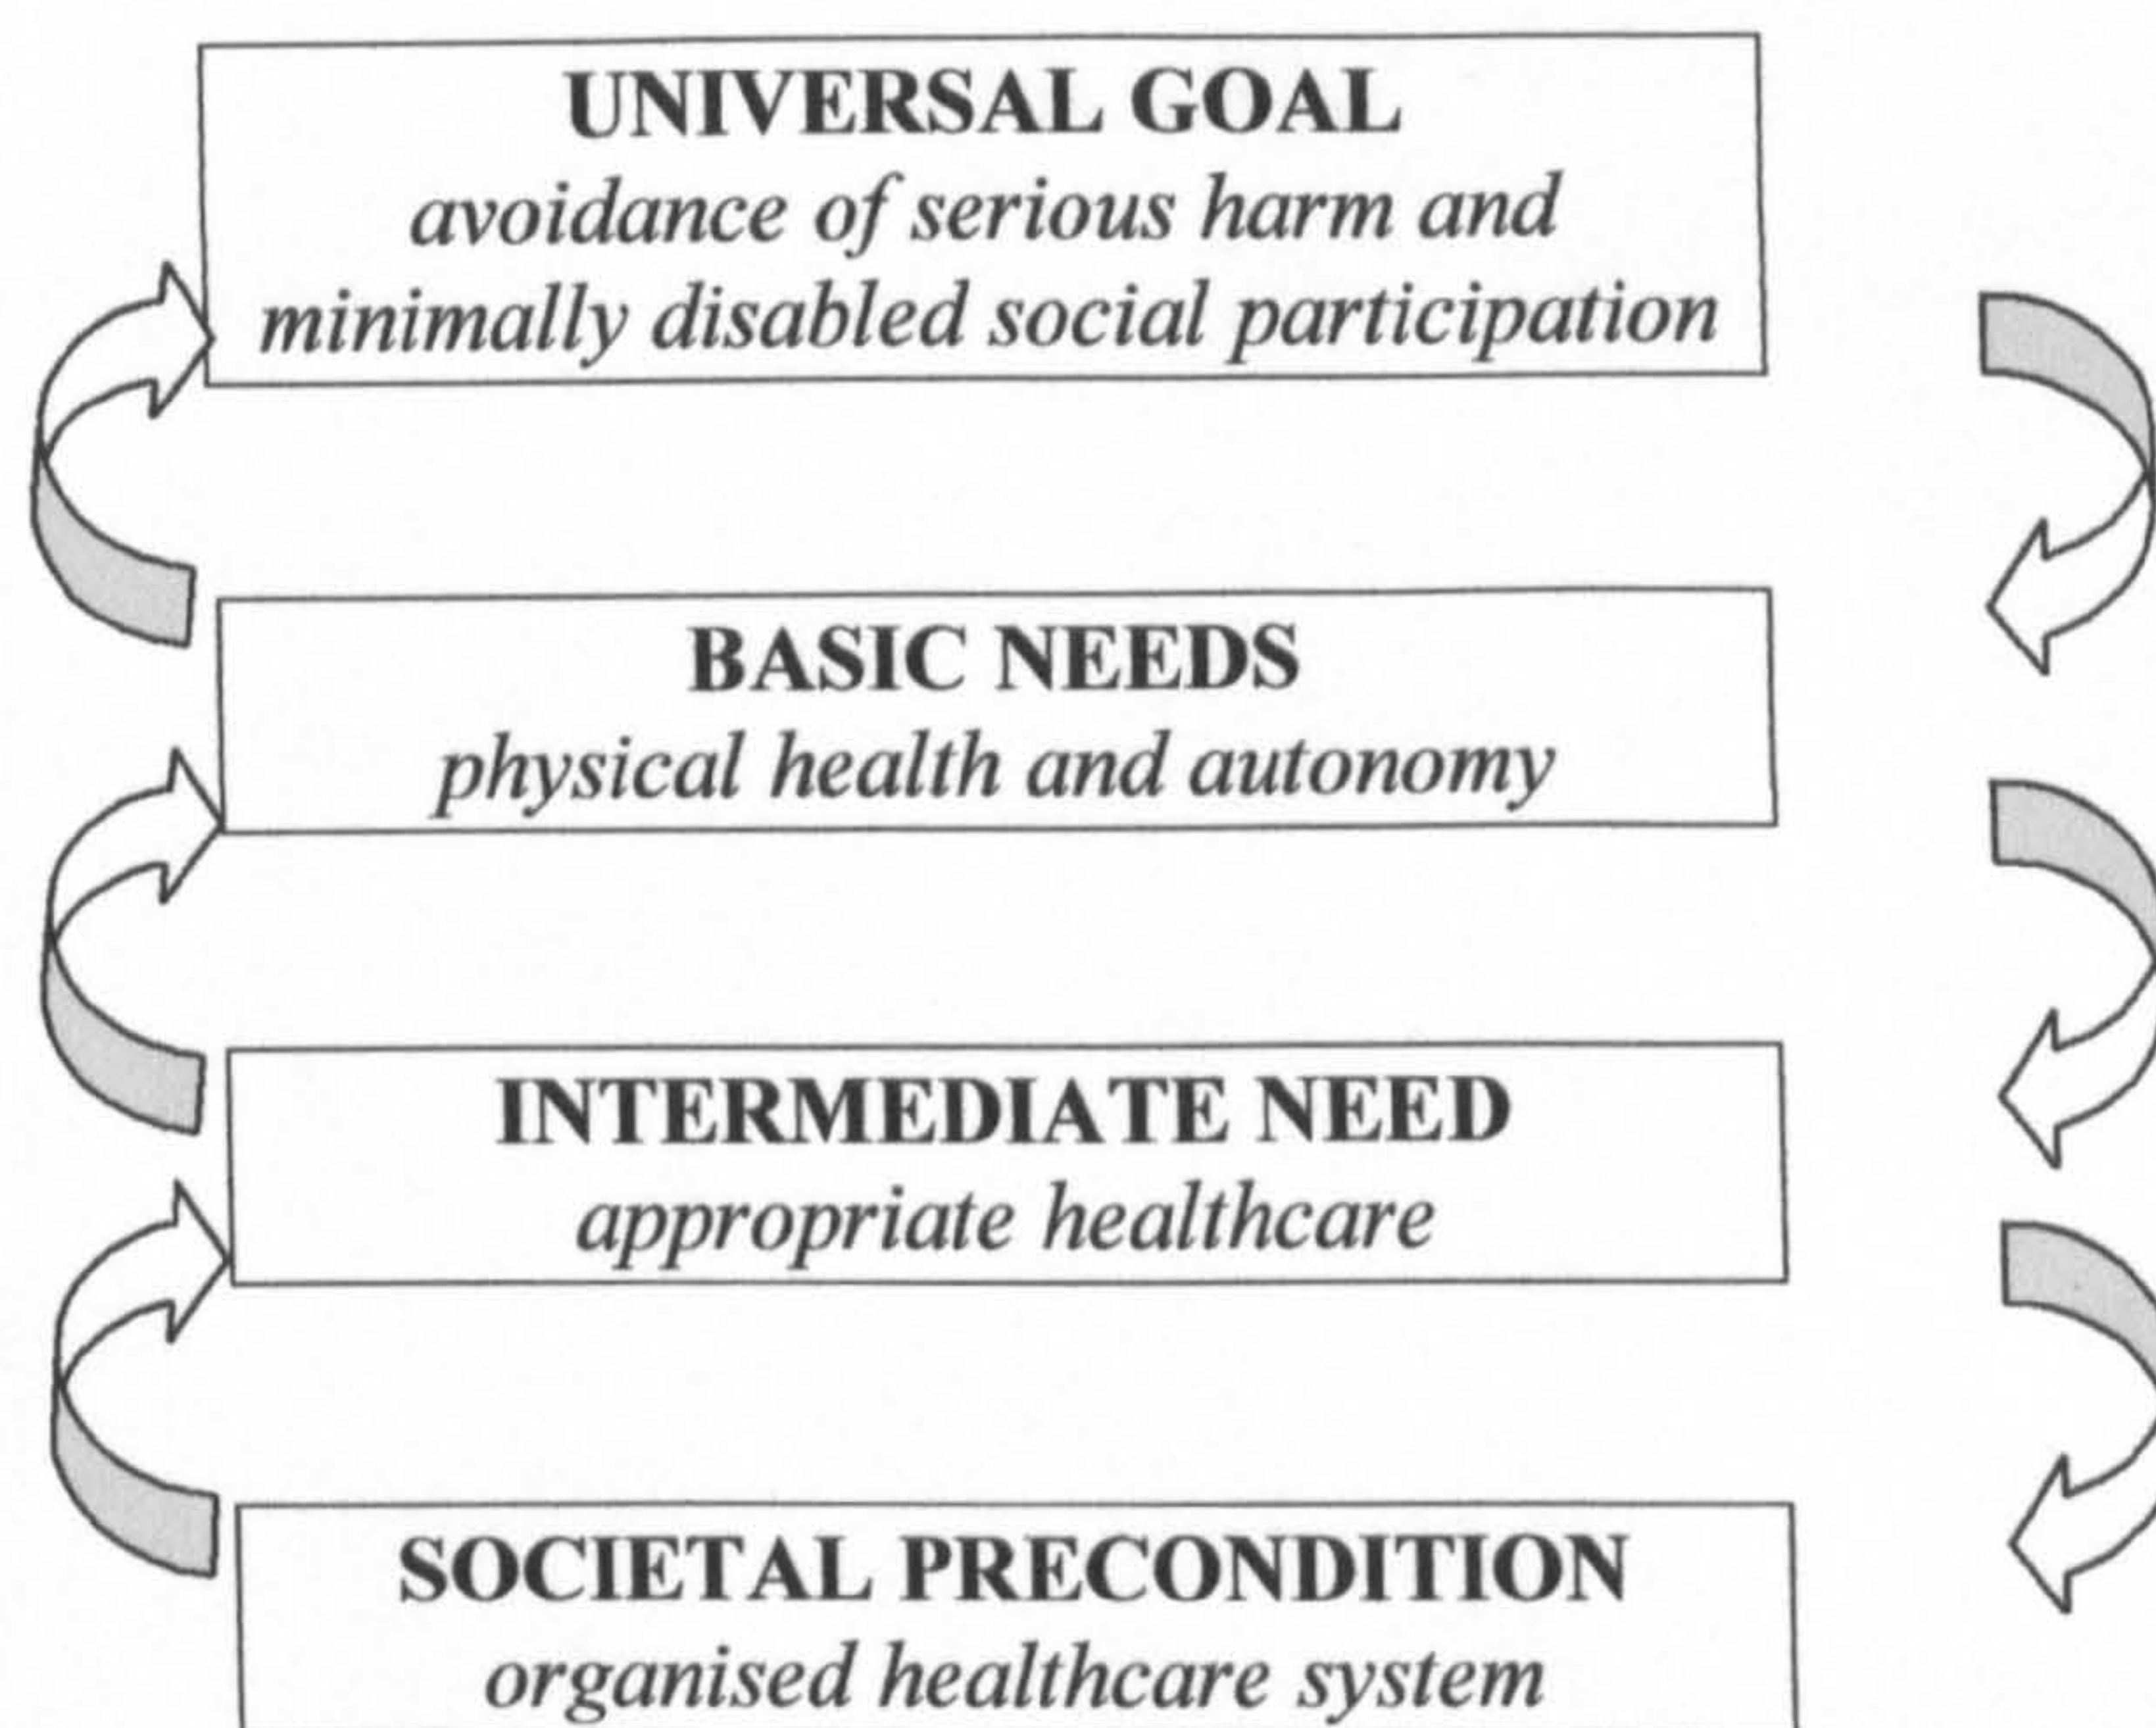 UNIVERSAL GOAL
avoidance of serious harm and
minimally disabled social participation
BASIC NEEDS
physical health and autonomy
INTERMEDIATE NEED
appropriate healthcare
SOCIETAL PRECONDITION
organised healthcare system